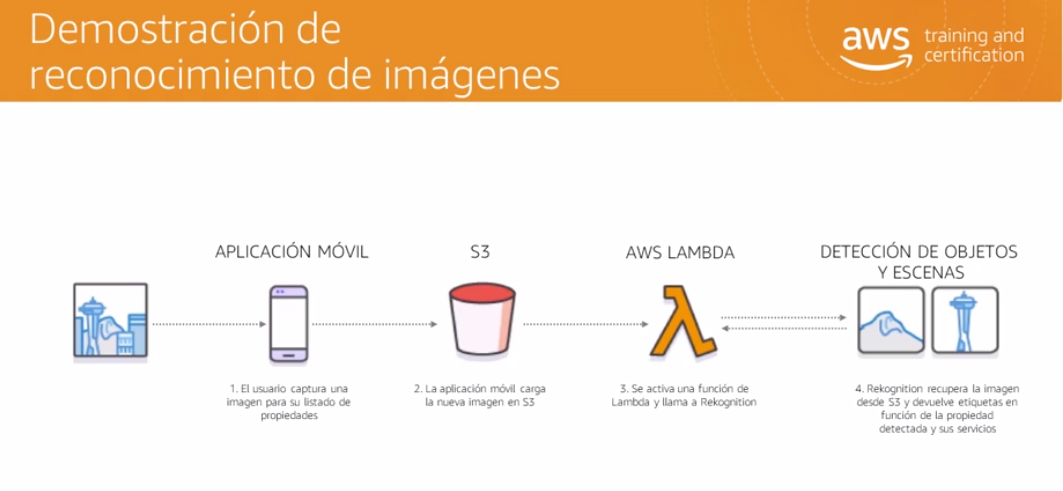 Demostración de
reconocimiento de imágenes
aws training and
certification
APLICACIÓN MÓVIL
S3
AWS LAMBDA
DETECCIÓN DE OBJETOS
Y ESCENAS
1. El usuario captura una
imagen para su listado de
propiedades
2. La aplicación móvil carga
la nueva imagen en S3
3. Se activa una función de
Lambda y llama a Rekognition
4. Rekognition recupera la imagen
desde S3 y devuelve etiquetas en
función de la propiedad
detectada y sus servicios